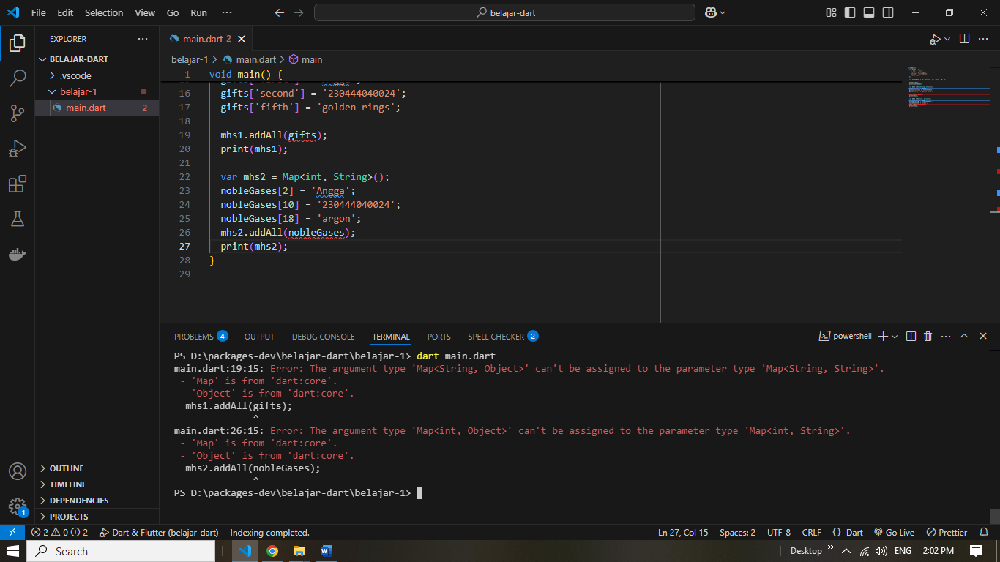 File Edit Selection View Go Run ··· belajar-dart
EXPLORER ···
BELAJAR-DART
.vscode
belajar-1
main.dart 2
OUTLINE
TIMELINE
DEPENDENCIES
PROJECTS
1
main.dart 2
belajar-1 > main.dart > main
1 void main() {
16 gifts['second'] = '230444040024';
17 gifts['fifth'] = 'golden rings';
18
19 mhs1.addAll(gifts);
20 print(mhs1);
21
22 var mhs2 = Map<int, String>();
23 nobleGases[2] = 'Angga';
24 nobleGases[10] = '230444040024';
25 nobleGases[18] = 'argon';
26 mhs2.addAll(nobleGases);
27 print(mhs2);
28 }
29
PROBLEMS 4 OUTPUT DEBUG CONSOLE TERMINAL PORTS SPELL CHECKER 2 powershell
PS D:\packages-dev\belajar-dart\belajar-1> dart main.dart
main.dart:19:15: Error: The argument type 'Map<String, Object>' can't be assigned to the parameter type 'Map<String, String>'.
- 'Map' is from 'dart:core'.
- 'Object' is from 'dart:core'.
mhs1.addAll(gifts);
^
main.dart:26:15: Error: The argument type 'Map<int, Object>' can't be assigned to the parameter type 'Map<int, String>'.
- 'Map' is from 'dart:core'.
- 'Object' is from 'dart:core'.
mhs2.addAll(nobleGases);
^
PS D:\packages-dev\belajar-dart\belajar-1>
2 0 2 Dart & Flutter (belajar-dart) Indexing completed. Ln 27, Col 15 Spaces: 2 UTF-8 CRLF {} Dart Go Live Prettier
Search Desktop ENG 2:02 PM